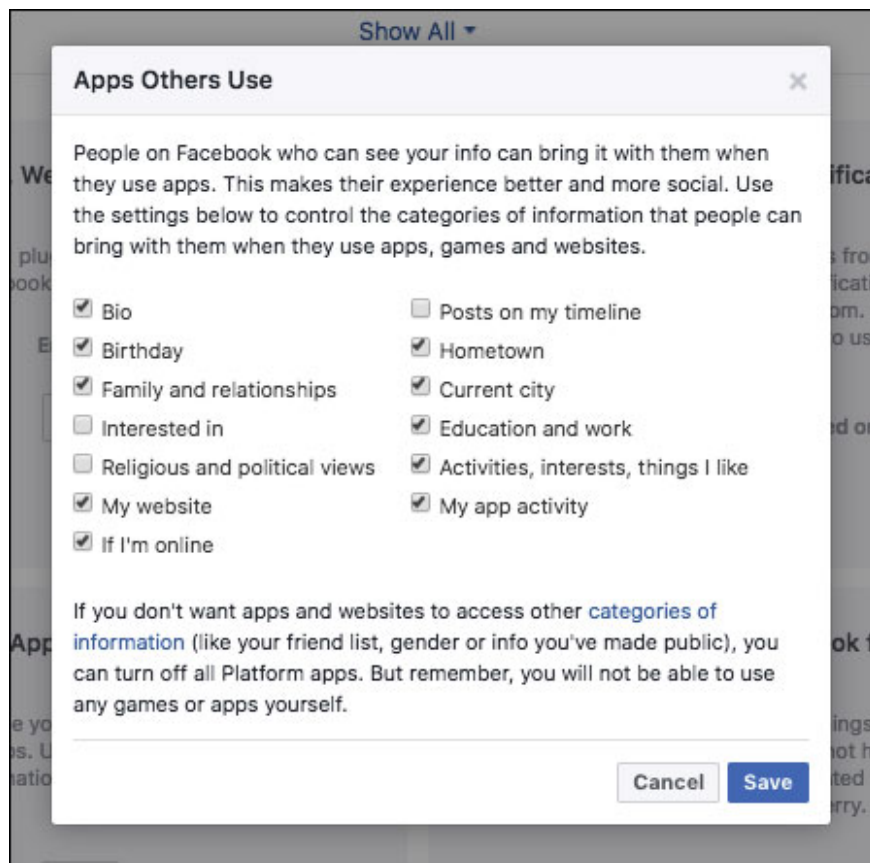 Show All
Apps Others Use
People on Facebook who can see your info can bring it with them when
they use apps. This makes their experience better and more social. Use
the settings below to control the categories of information that people can
bring with them when they use apps, games and websites.
Bio
Posts on my timeline
Birthday
Hometown
Family and relationships
Current city
Interested in
Education and work
Religious and political views
Activities, interests, things I like
My website
My app activity
If I'm online
If you don't want apps and websites to access other categories of
information (like your friend list, gender or info you've made public), you
can turn off all Platform apps. But remember, you will not be able to use
any games or apps yourself.
Cancel
Save